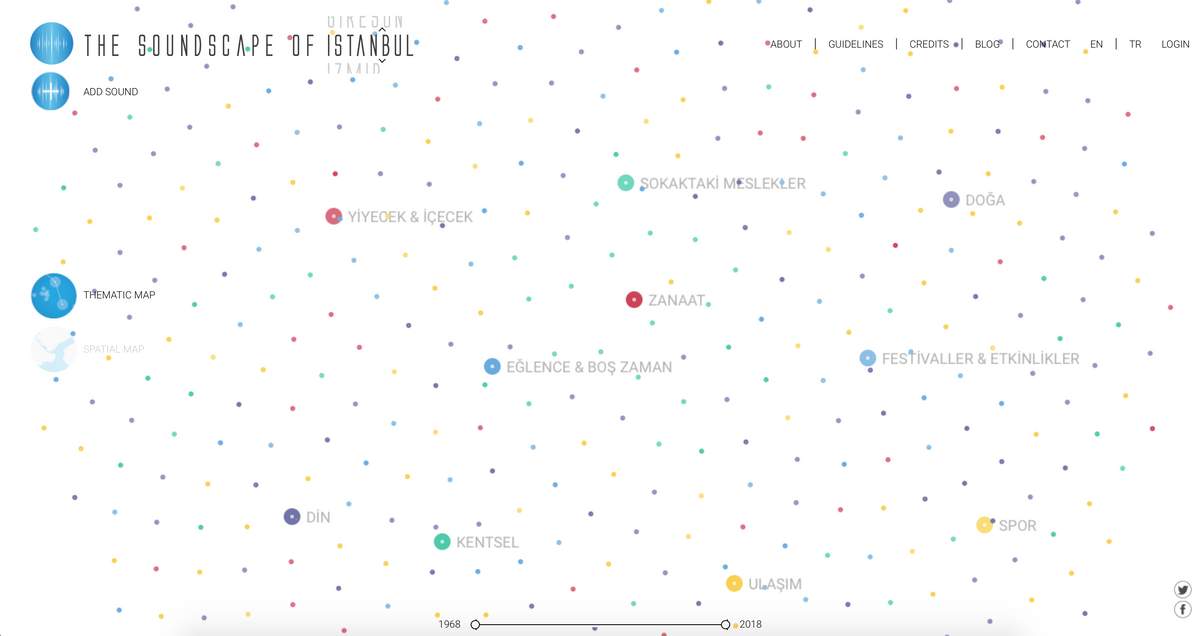 THE SOUNDSCAPE OF ISTANBUL
ABOUT | GUIDELINES | CREDITS | BLOG | CONTACT EN | TR LOGIN
ADD SOUND
SOKAKTAKİ MESLEKLER
DOĞA
YİYECEK & İÇECEK
THEMATIC MAP
ZANAAT
SPATIAL MAP
FESTİVALLER & ETKİNLİKLER
EĞLENCE & BOŞ ZAMAN
DİN
SPOR
KENTSEL
ULAŞIM
1968 2018